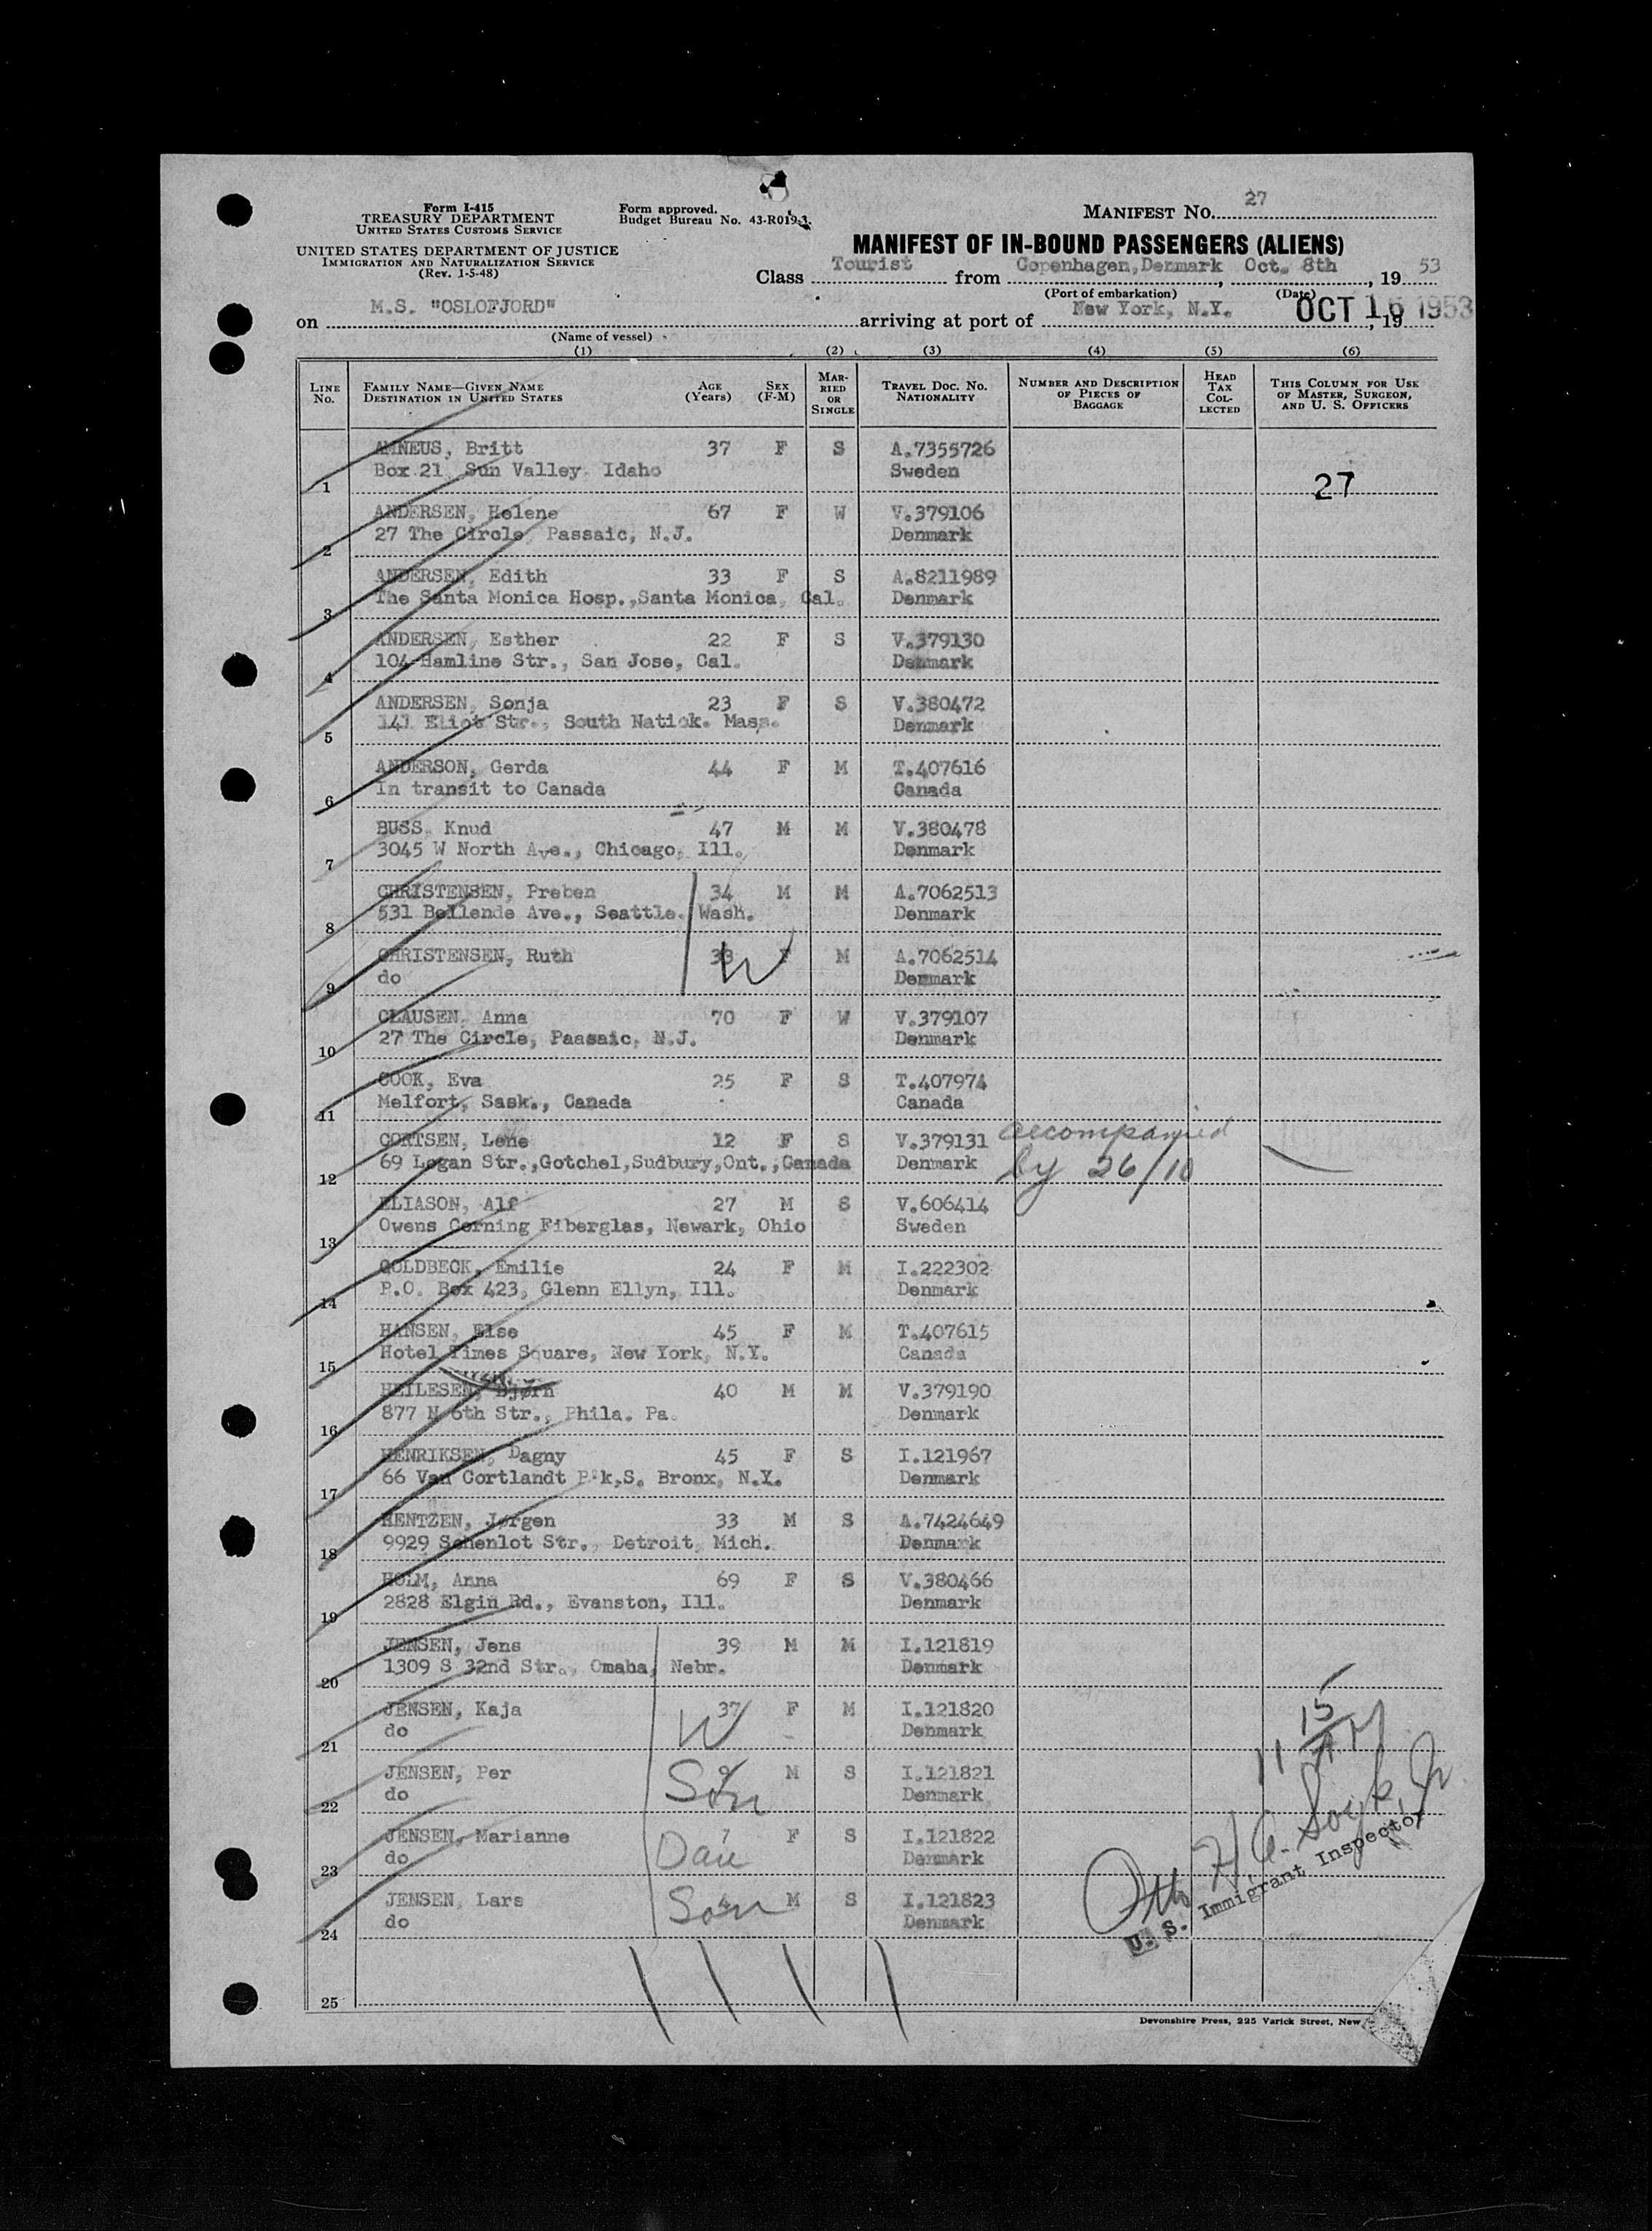 Form I-415
TREASURY DEPARTMENT
UNITED STATES CUSTOMS SERVICE
UNITED STATES DEPARTMENT OF JUSTICE
IMMIGRATION AND NATURALIZATION SERVICE
(Rev. 1-5-48)
Form approved.
Budget Bureau No. 43-R019.3.
MANIFEST No. 27
MANIFEST OF IN-BOUND PASSENGERS (ALIENS)
Class Tourist from Copenhagen, Denmark, Oct. 8th, 19 53
(Port of embarkation) (Date)
on M.S. "OSLOFJORD" arriving at port of New York, N.Y. OCT 16 1953, 19
(Name of vessel)
(1) (2) (3) (4) (5) (6)
LINE No. FAMILY NAME—GIVEN NAME DESTINATION IN UNITED STATES AGE (Years) SEX (F-M) MARRIED OR SINGLE TRAVEL DOC. NO. NATIONALITY NUMBER AND DESCRIPTION OF PIECES OF BAGGAGE HEAD TAX COLLECTED THIS COLUMN FOR USE OF MASTER, SURGEON, AND U. S. OFFICERS
AMNEUS, Britt 37 F S A.7355726
1 Box 21 Sun Valley, Idaho Sweden 27
ANDERSEN, Helene 67 F W V.379106
2 27 The Circle, Passaic, N.J. Denmark
ANDERSEN, Edith 33 F S A.8211989
3 The Santa Monica Hosp.,Santa Monica, Cal. Denmark
ANDERSEN, Esther 22 F S V.379130
4 104 Hamline Str., San Jose, Cal. Denmark
ANDERSEN, Sonja 23 F S V.380472
5 141 Eliot Str., South Natick. Mass. Denmark
ANDERSON, Gerda 44 F M T.407616
6 In transit to Canada Canada
BUSS, Knud 47 M M V.380478
7 3045 W North Ave., Chicago, Ill. Denmark
CHRISTENSEN, Preben 34 M M A.7062513
8 531 Bellende Ave., Seattle. Wash. Denmark
CHRISTENSEN, Ruth 33 F M A.7062514
9 do W Denmark
CLAUSEN, Anna 70 F W V.379107
10 27 The Circle, Paasaic, N.J. Denmark
COOK, Eva 25 F S T.407974
11 Melfort, Sask., Canada Canada
CORTSEN, Lene 12 F S V.379131 accompanied
12 69 Logan Str.,Gotchel,Sudbury,Ont.,Canada Denmark by 26/10
ELIASON, Alf 27 M S V.606414
13 Owens Corning Fiberglas, Newark, Ohio Sweden
GOLDBECK, Emilie 24 F M I.222302
14 P.O. Box 423, Glenn Ellyn, Ill. Denmark
HANSEN, Else 45 F M T.407615
15 Hotel Times Square, New York, N.Y. Canada
HEILESEN, Bjørn 40 M M V.379190
16 877 N 6th Str., Phila. Pa. Denmark
HENRIKSEN, Dagny 45 F S I.121967
17 66 Van Cortlandt P k,S. Bronx, N.Y. Denmark
HENTZEN, Jørgen 33 M S A.7424649
18 9929 Schenlot Str., Detroit, Mich. Denmark
HOLM, Anna 69 F S V.380466
19 2828 Elgin Rd., Evanston, Ill. Denmark
JENSEN, Jens 39 M M I.121819
20 1309 S 32nd Str., Omaha, Nebr. Denmark
JENSEN, Kaja 37 F M I.121820
21 do W Denmark
JENSEN, Per M S I.121821
22 do Son Denmark
JENSEN, Marianne 7 F S I.121822
23 do Dau Denmark
JENSEN, Lars M S I.121823
24 do Son Denmark
11 15 AM
U. S. Immigrant Inspector
25
Devonshire Press, 225 Varick Street, New